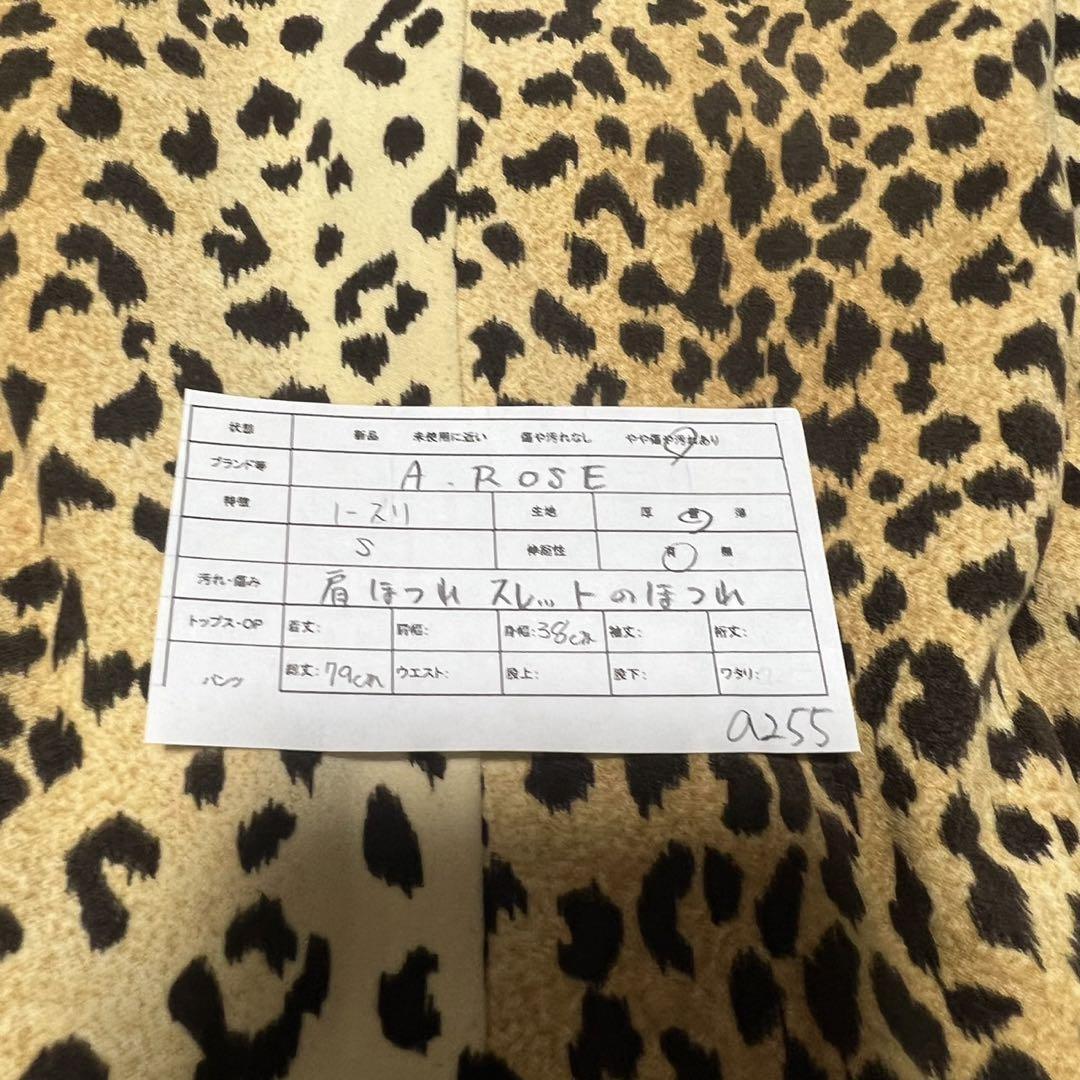 状態 新品 未使用に近い 傷や汚れなし やや傷や汚れあり
ブランド等 A.ROSE
特徴 ノースリ 生地 厚 普 薄
S 伸縮性 有 無
汚れ・傷み 肩ほつれ スレットのほつれ
トップス・OP 着丈: 肩幅: 身幅:38cm 袖丈: 裄丈:
パンツ 総丈:79cm ウエスト: 股上: 股下: ワタリ:
a255